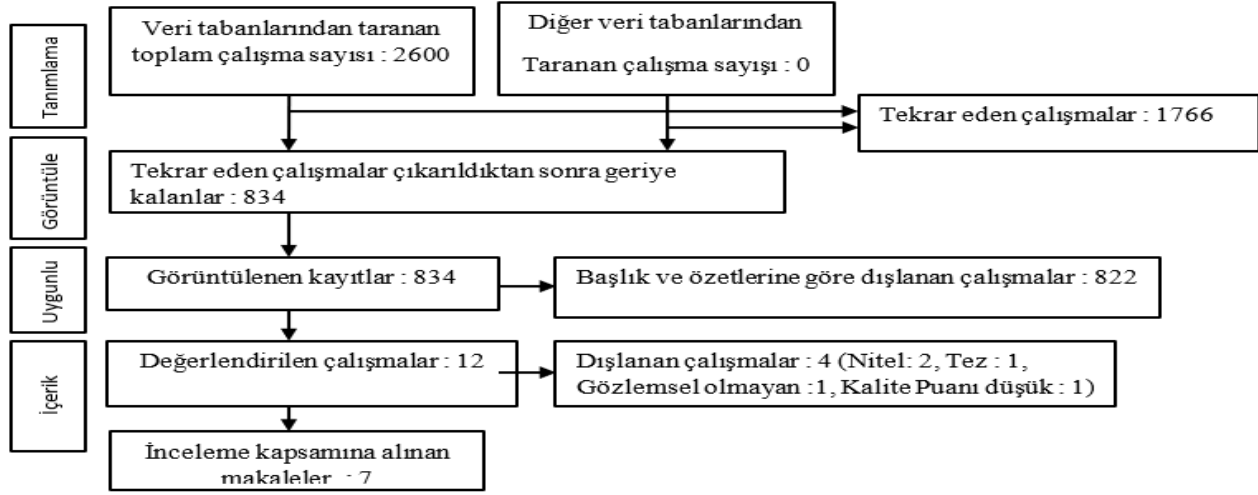 Tanımlama
Veri tabanlarından taranan
toplam çalışma sayısı : 2600
Diğer veri tabanlarından
Taranan çalışma sayışı : 0
Tekrar eden çalışmalar : 1766
Görüntüle
Tekrar eden çalışmalar çıkarıldıktan sonra geriye
kalanlar : 834
Uygunlu
Görüntülenen kayıtlar : 834
Başlık ve özetlerine göre dışlanan çalışmalar : 822
İçerik
Değerlendirilen çalışmalar : 12
Dışlanan çalışmalar : 4 (Nitel: 2, Tez : 1,
Gözlemsel olmayan :1, Kalite Puanı düşük : 1)
İnceleme kapsamına alınan
makaleler : 7